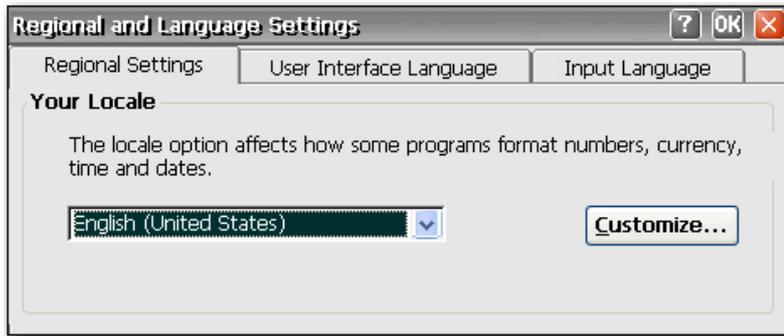 Regional and Language Settings ? OK X
Regional Settings User Interface Language Input Language
Your Locale
The locale option affects how some programs format numbers, currency,
time and dates.
English (United States) Customize...